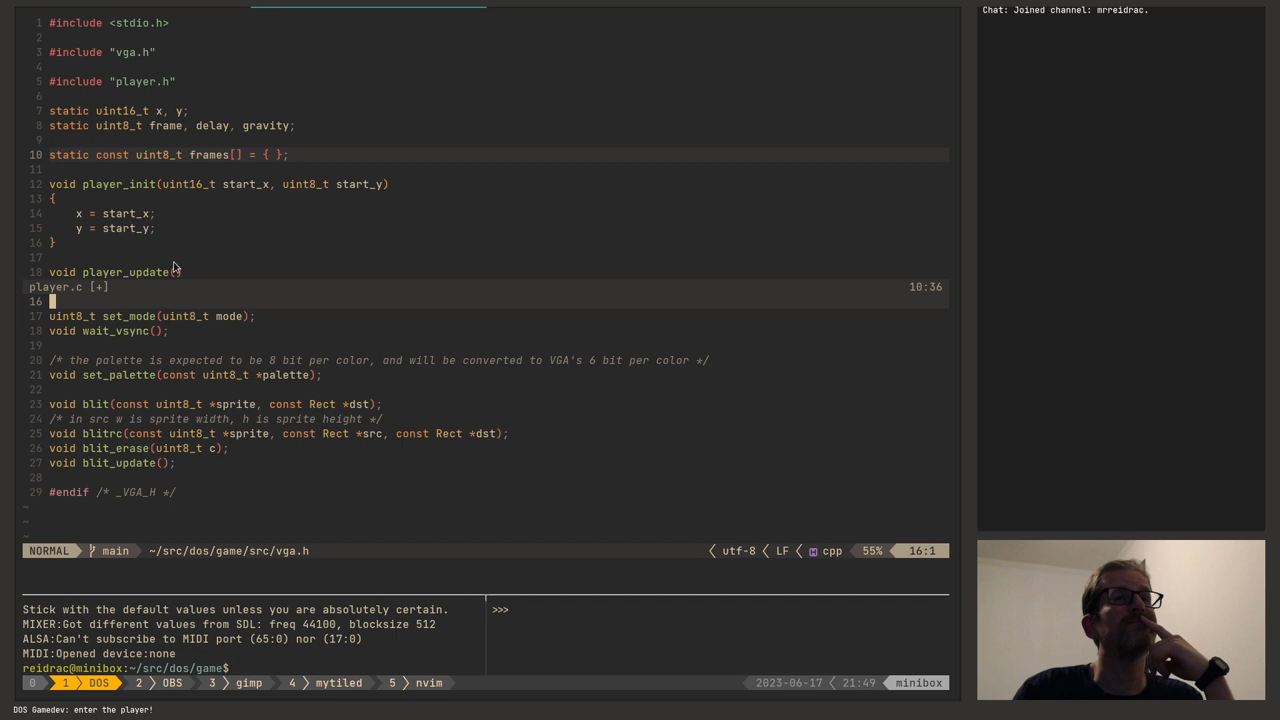 Chat: Joined channel: mrreidrac.
1 #include <stdio.h>
2
3 #include "vga.h"
4
5 #include "player.h"
6
7 static uint16_t x, y;
8 static uint8_t frame, delay, gravity;
9
10 static const uint8_t frames[] = { };
11
12 void player_init(uint16_t start_x, uint8_t start_y)
13 {
14     x = start_x;
15     y = start_y;
16 }
17
18 void player_update()
player.c [+] 10:36
16
17 uint8_t set_mode(uint8_t mode);
18 void wait_vsync();
19
20 /* the palette is expected to be 8 bit per color, and will be converted to VGA's 6 bit per color */
21 void set_palette(const uint8_t *palette);
22
23 void blit(const uint8_t *sprite, const Rect *dst);
24 /* in src w is sprite width, h is sprite height */
25 void blitrc(const uint8_t *sprite, const Rect *src, const Rect *dst);
26 void blit_erase(uint8_t c);
27 void blit_update();
28
29 #endif /* _VGA_H */
~
~
~
NORMAL main ~/src/dos/game/src/vga.h utf-8 LF cpp 55% 16:1
Stick with the default values unless you are absolutely certain.
MIXER:Got different values from SDL: freq 44100, blocksize 512
ALSA:Can't subscribe to MIDI port (65:0) nor (17:0)
MIDI:Opened device:none
reidrac@minibox:~/src/dos/game$
>>>
0 1 DOS 2 OBS 3 gimp 4 mytiled 5 nvim 2023-06-17 21:49 minibox
DOS Gamedev: enter the player!